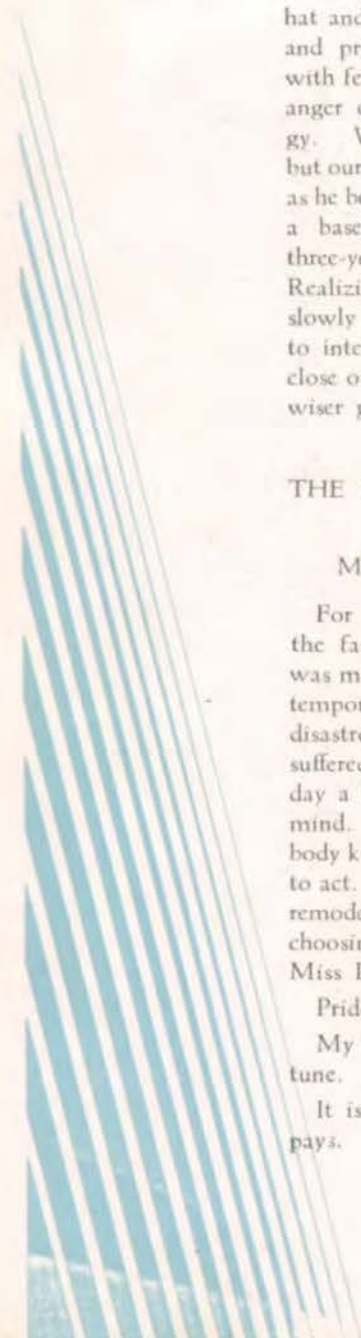 hat and
and pr
with fe
anger
gy. W
but our
as he be
a base
three-ye
Realizi
slowly
to inte
close o
wiser p
THE
M
For
the fa
was m
tempor
disastre
suffered
day a
mind.
body k
to act.
remode
choosin
Miss I
Prid
My
tune.
It is
pays.